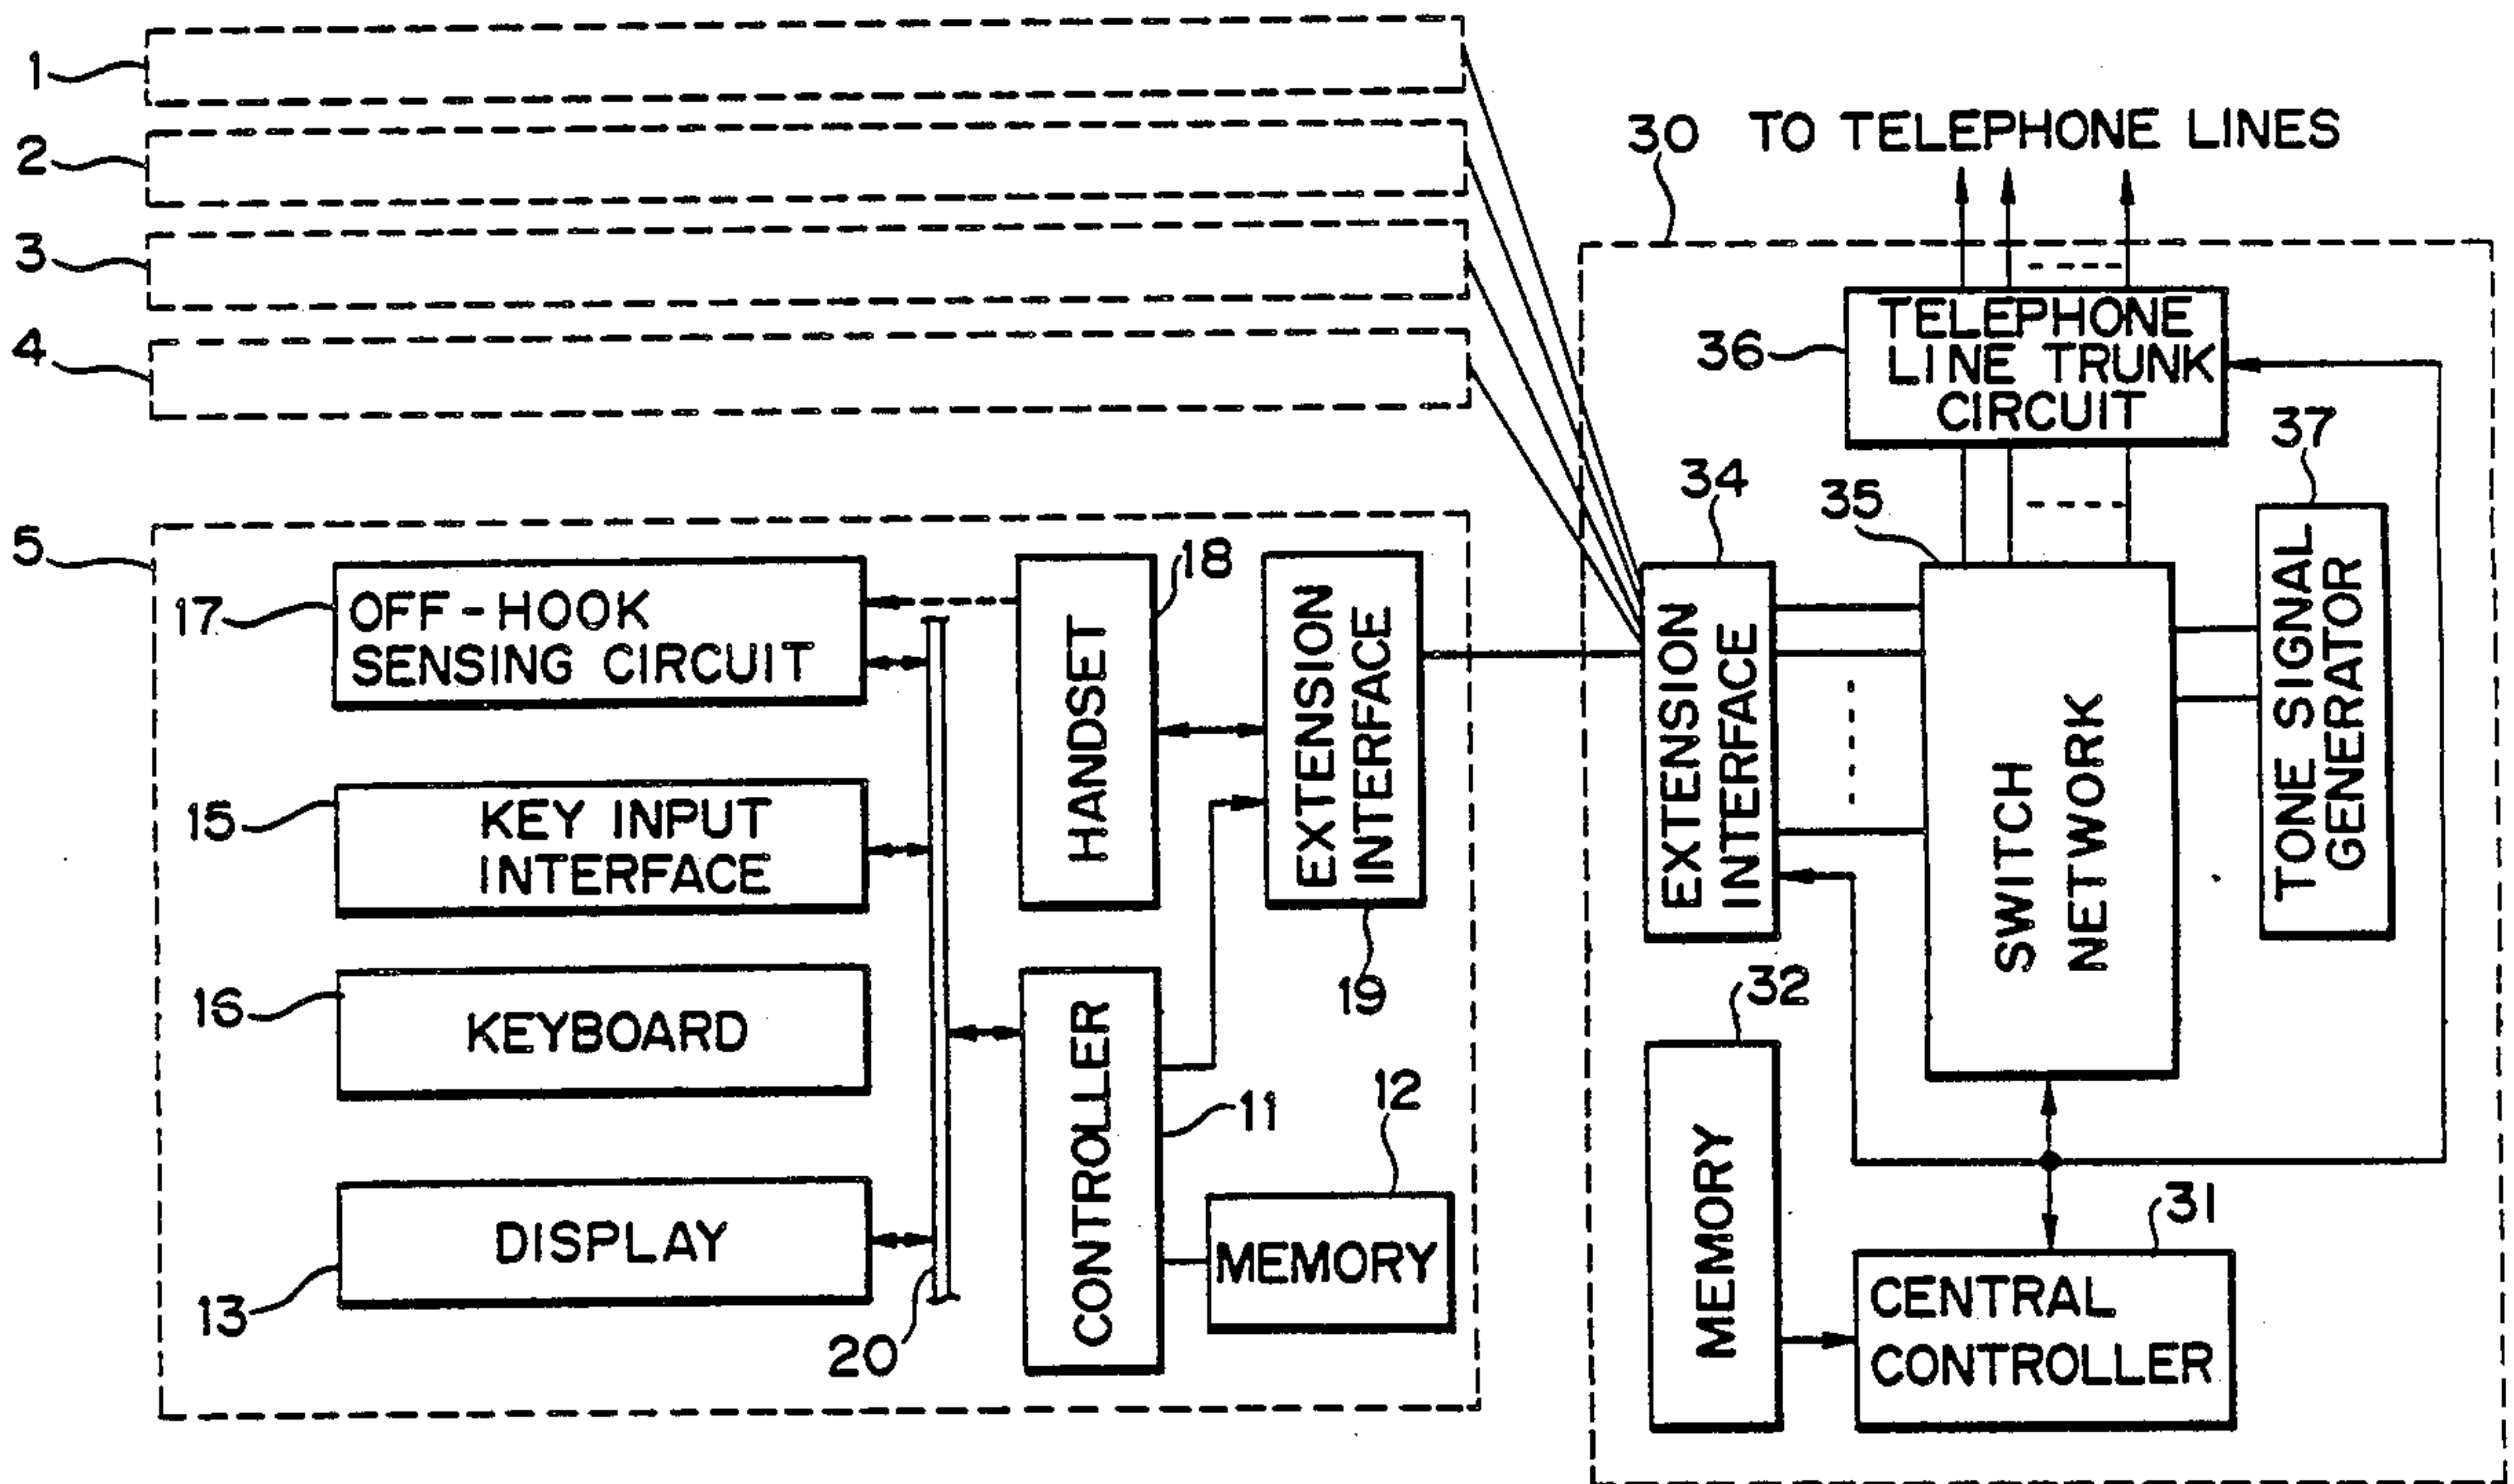 1
2
3
4
30 TO TELEPHONE LINES
36
TELEPHONE
LINE TRUNK
CIRCUIT
37
34
35
5
17
OFF-HOOK
SENSING CIRCUIT
18
HANDSET
EXTENSION
INTERFACE
19
EXTENSION
INTERFACE
SWITCH
NETWORK
TONE SIGNAL
GENERATOR
15
KEY INPUT
INTERFACE
16
KEYBOARD
13
DISPLAY
20
CONTROLLER
11
12
MEMORY
32
MEMORY
31
CENTRAL
CONTROLLER